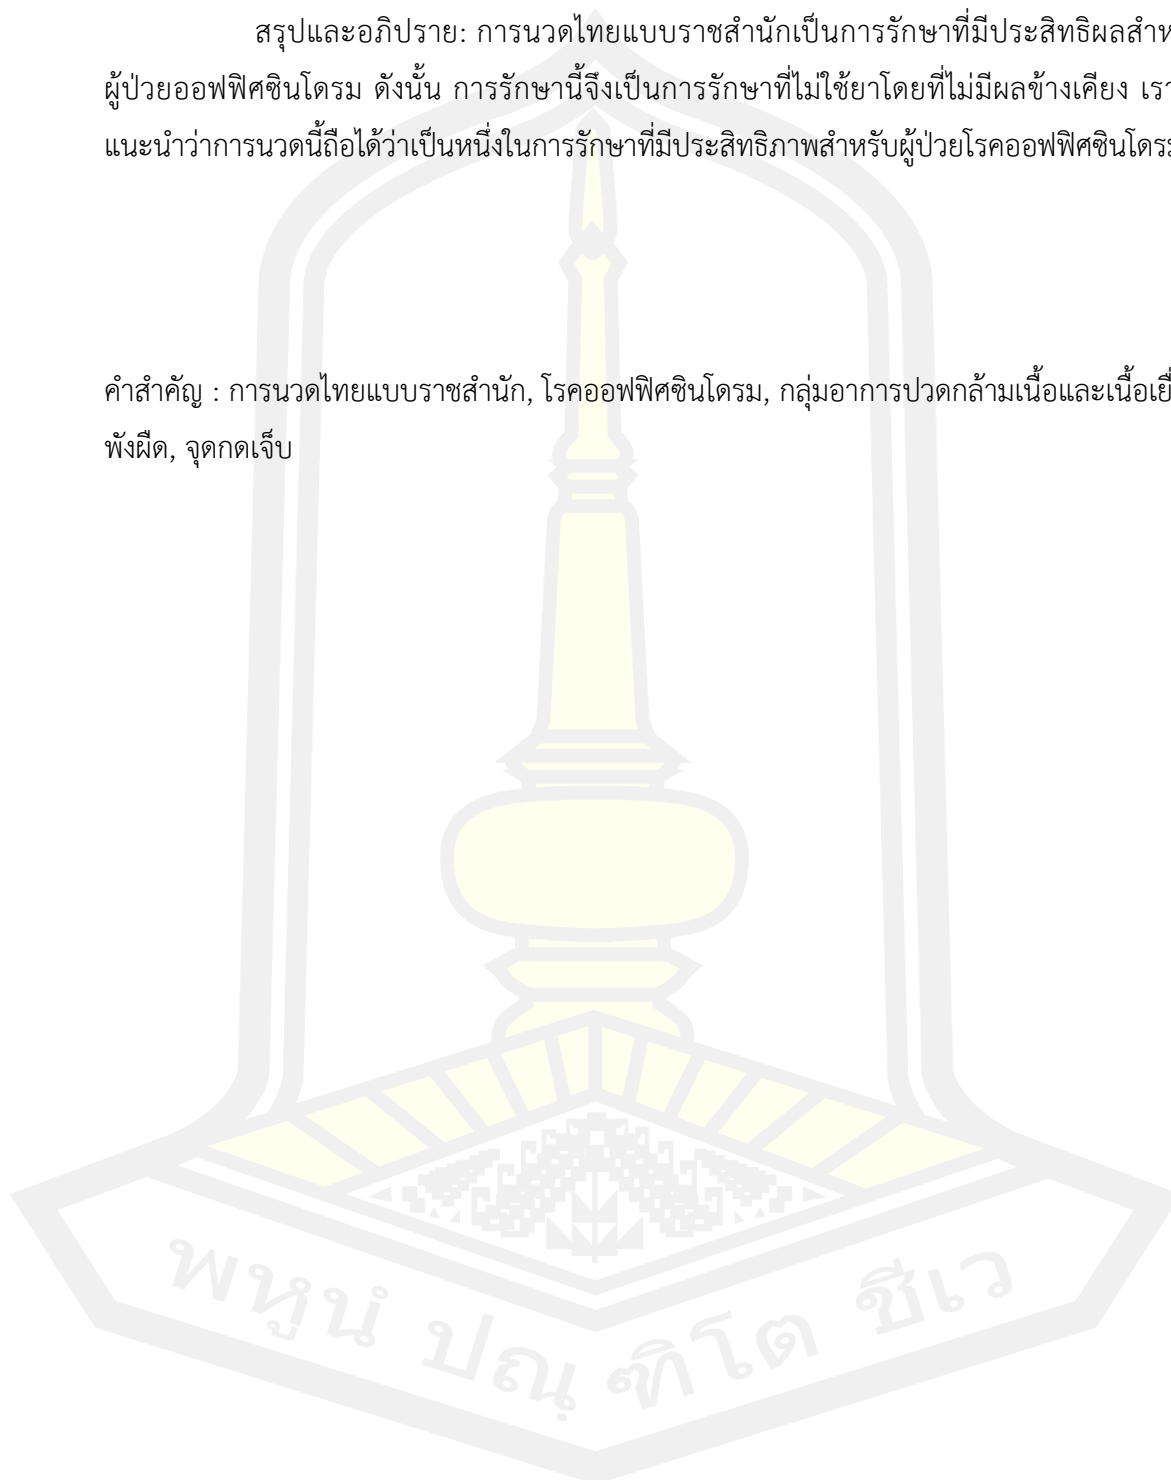 สรุปและอภิปราย: การนวดไทยแบบราชสำนักเป็นการรักษาที่มีประสิทธิผลสำห
ผู้ป่วยออฟฟิศซินโดรม ดังนั้น การรักษานี้จึงเป็นการรักษาที่ไม่ใช้ยาโดยที่ไม่มีผลข้างเคียง เรา
แนะนำว่าการนวดนี้ถือได้ว่าเป็นหนึ่งในการรักษาที่มีประสิทธิภาพสำหรับผู้ป่วยโรคออฟฟิศซินโดรม
คำสำคัญ : การนวดไทยแบบราชสำนัก, โรคออฟฟิศซินโดรม, กลุ่มอาการปวดกล้ามเนื้อและเนื้อเยื่
พังผืด, จุดกดเจ็บ
พหูนํ ปณฺฑิโต ชีเว